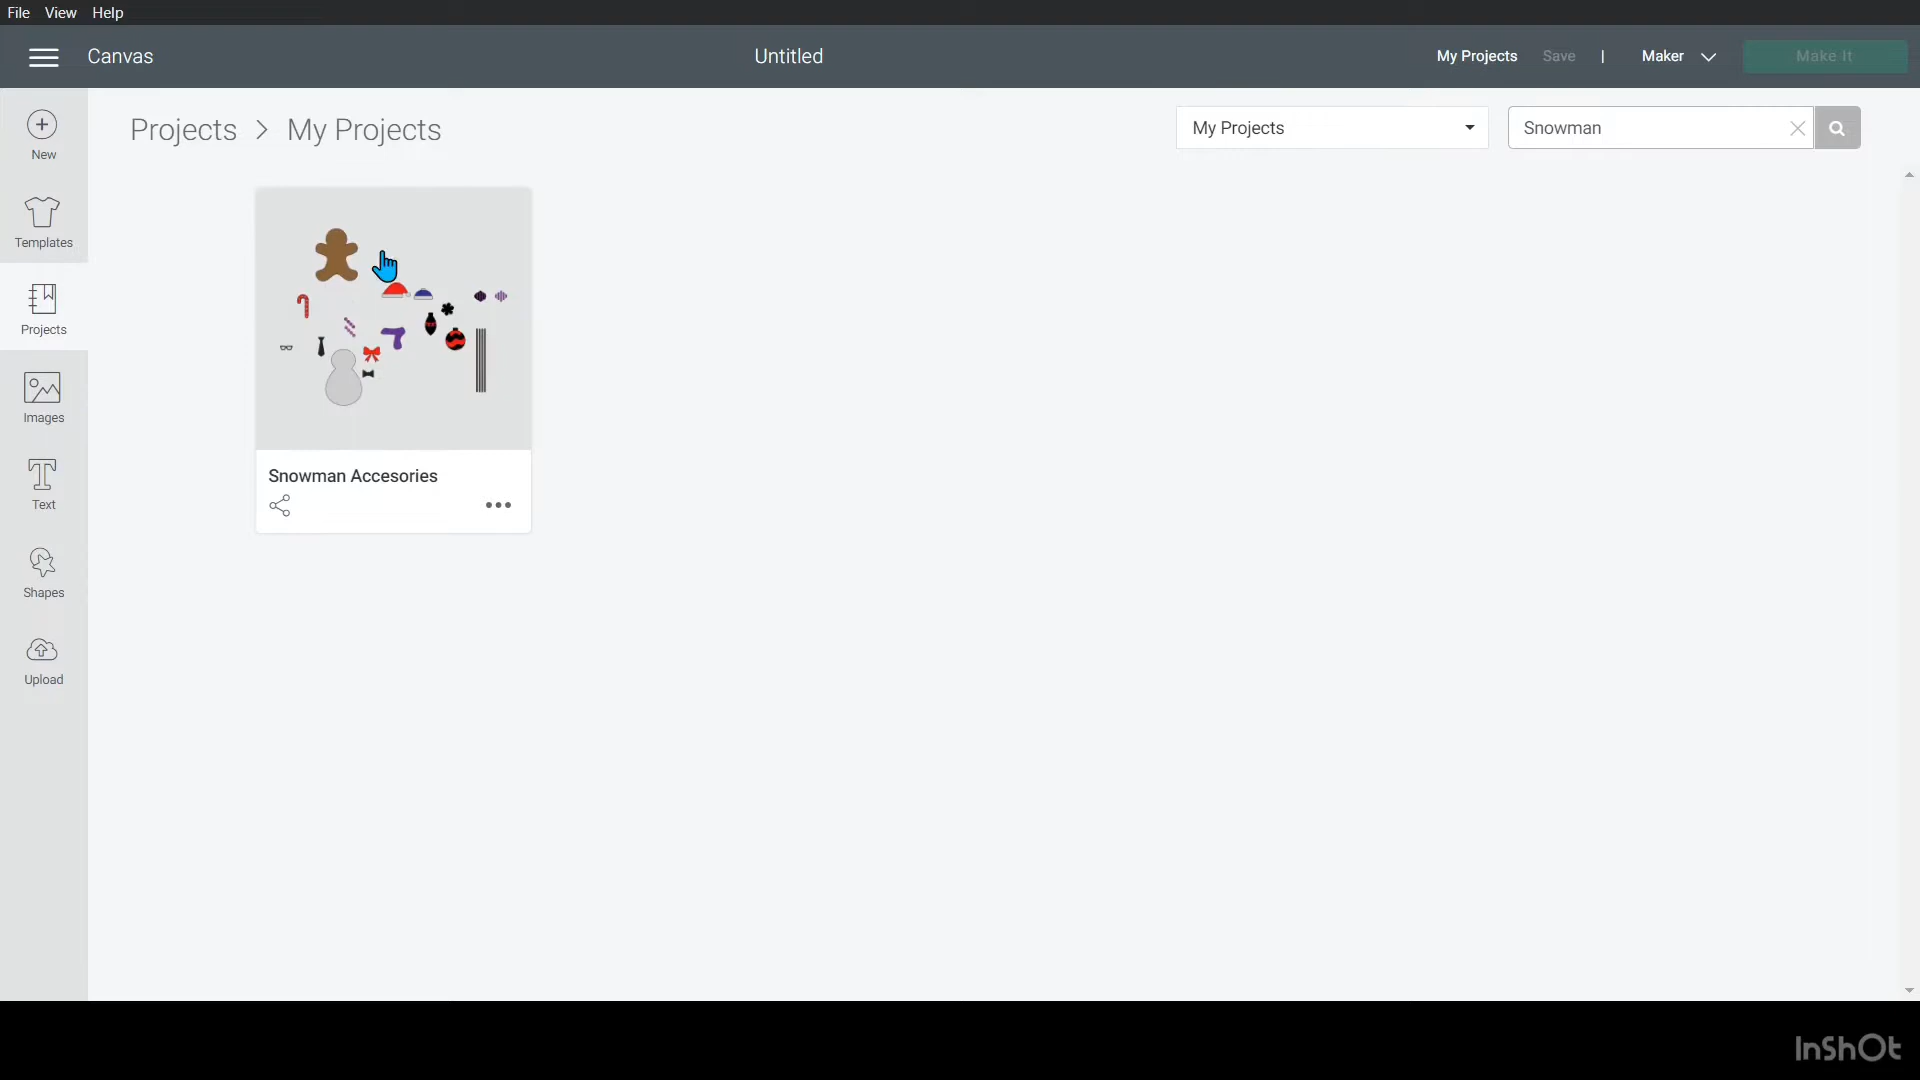 File View Help
Canvas
Untitled
My Projects Save | Maker Make It
New
Templates
Projects
Images
Text
Shapes
Upload
Projects > My Projects
My Projects
Snowman
Snowman Accesories
InShOt